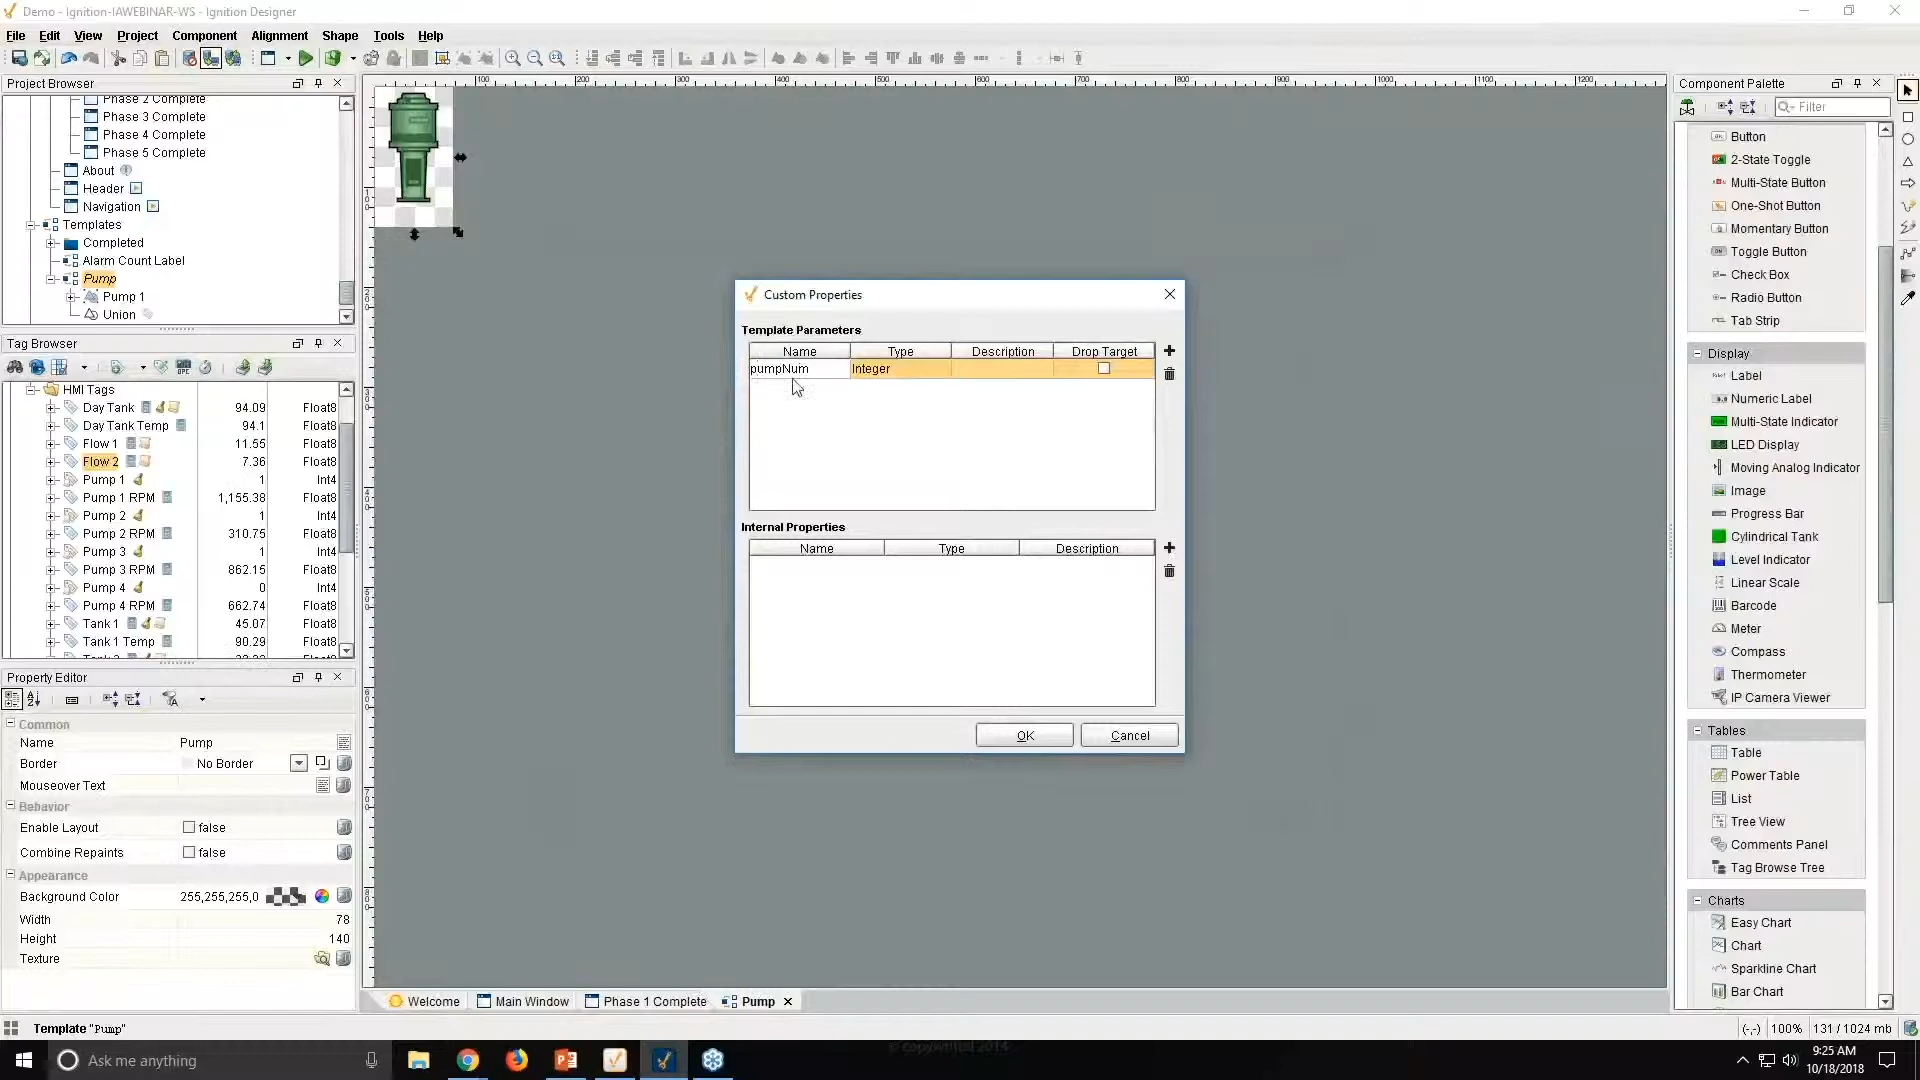 Demo - Ignition-IAWEBINAR-WS - Ignition Designer
File Edit View Project Component Alignment Shape Tools Help
Project Browser
Phase 2 Complete
Phase 3 Complete
Phase 4 Complete
Phase 5 Complete
About
Header
Navigation
Templates
Completed
Alarm Count Label
Pump
Pump 1
Union
Tag Browser
HMI Tags
Day Tank 94.09 Float8
Day Tank Temp 94.1 Float8
Flow 1 11.55 Float8
Flow 2 7.36 Float8
Pump 1 1 Int4
Pump 1 RPM 1,155.38 Float8
Pump 2 1 Int4
Pump 2 RPM 310.75 Float8
Pump 3 1 Int4
Pump 3 RPM 862.15 Float8
Pump 4 0 Int4
Pump 4 RPM 662.74 Float8
Tank 1 45.07 Float8
Tank 1 Temp 90.29 Float8
Property Editor
Common
Name Pump
Border No Border
Mouseover Text
Behavior
Enable Layout false
Combine Repaints false
Appearance
Background Color 255,255,255,0
Width 78
Height 140
Texture
100 200 300 400 500 600 700 800 900 1000 1100 1200
Custom Properties
Template Parameters
Name Type Description Drop Target
pumpNum Integer
Internal Properties
Name Type Description
OK Cancel
Component Palette
Filter
Button
2-State Toggle
Multi-State Button
One-Shot Button
Momentary Button
Toggle Button
Check Box
Radio Button
Tab Strip
Display
Label
Numeric Label
Multi-State Indicator
LED Display
Moving Analog Indicator
Image
Progress Bar
Cylindrical Tank
Level Indicator
Linear Scale
Barcode
Meter
Compass
Thermometer
IP Camera Viewer
Tables
Table
Power Table
List
Tree View
Comments Panel
Tag Browse Tree
Charts
Easy Chart
Chart
Sparkline Chart
Bar Chart
Welcome Main Window Phase 1 Complete Pump
Template "Pump" (-,-) 100% 131 / 1024 mb
Ask me anything
9:25 AM
10/18/2018